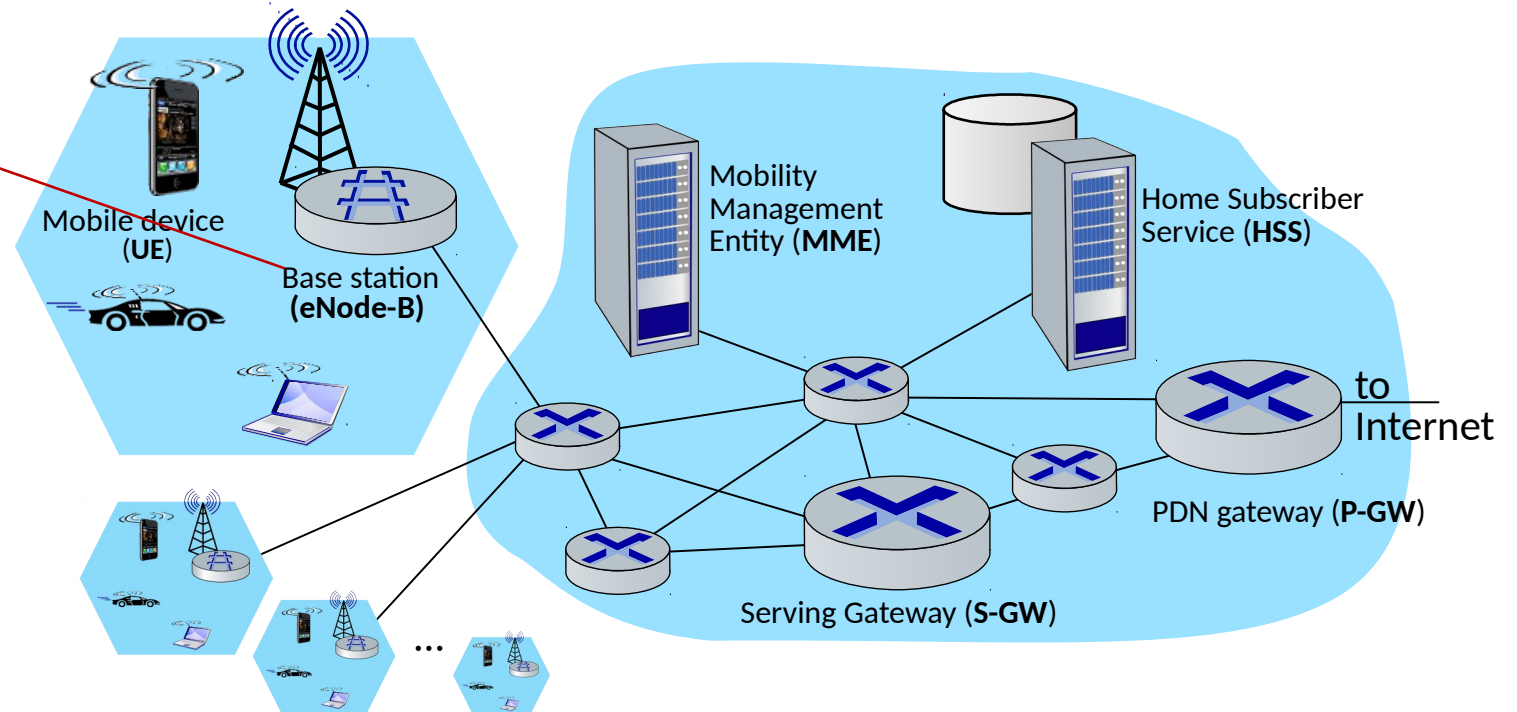 Mobile device
(UE)
Base station
(eNode-B)
Mobility
Management
Entity (MME)
Home Subscriber
Service (HSS)
to
Internet
PDN gateway (P-GW)
Serving Gateway (S-GW)
...